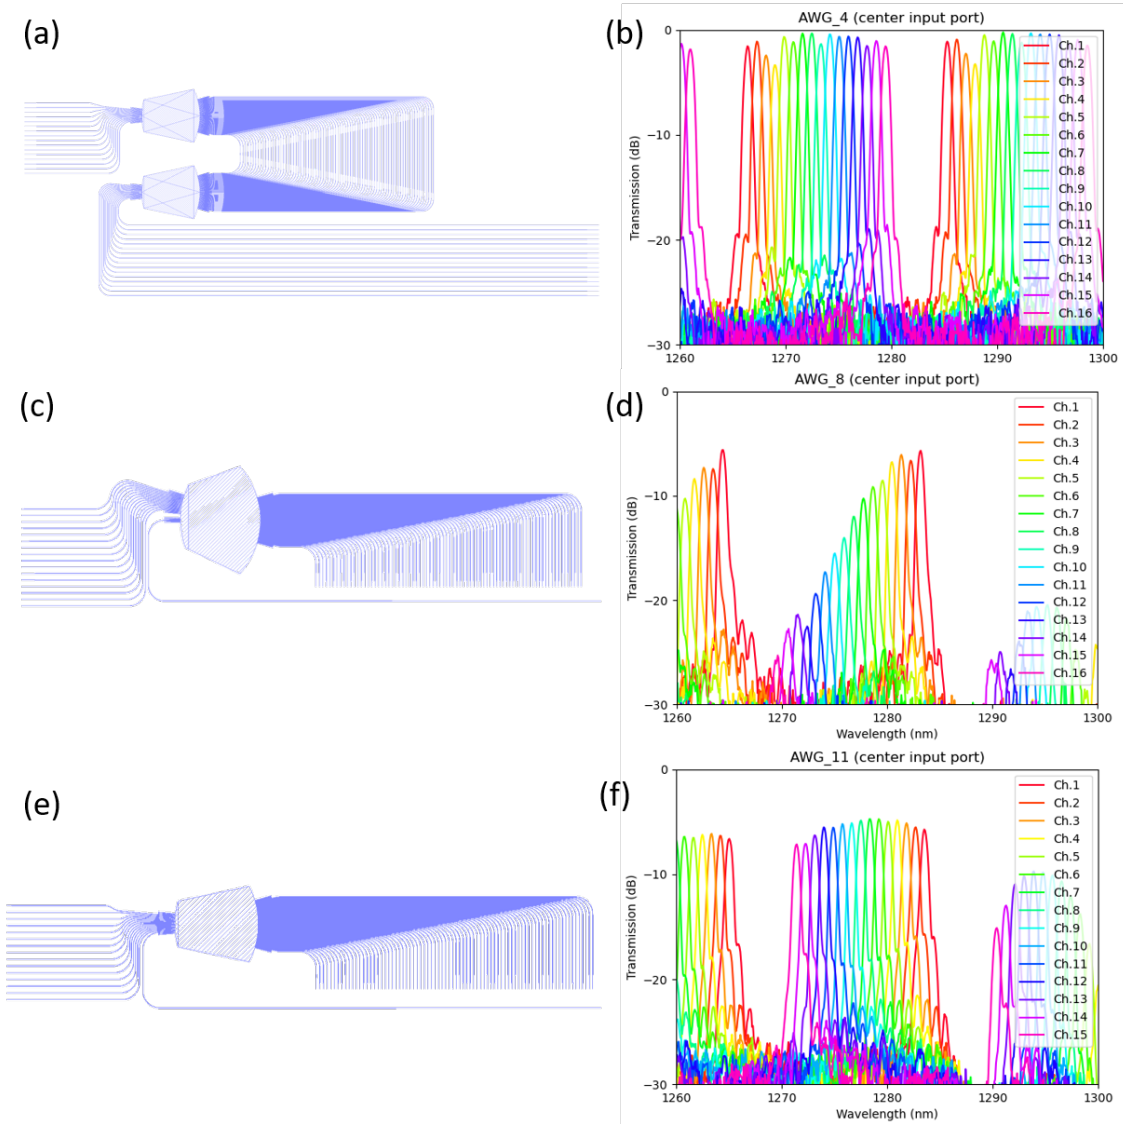 (a)
(b)
AWG_4 (center input port)
0
−10
−20
−30
Transmission (dB)
1260
1270
1280
1290
1300
Ch.1
Ch.2
Ch.3
Ch.4
Ch.5
Ch.6
Ch.7
Ch.8
Ch.9
Ch.10
Ch.11
Ch.12
Ch.13
Ch.14
Ch.15
Ch.16
(c)
(d)
AWG_8 (center input port)
0
−10
−20
−30
Transmission (dB)
1260
1270
1280
1290
1300
Wavelength (nm)
Ch.1
Ch.2
Ch.3
Ch.4
Ch.5
Ch.6
Ch.7
Ch.8
Ch.9
Ch.10
Ch.11
Ch.12
Ch.13
Ch.14
Ch.15
Ch.16
(e)
(f)
AWG_11 (center input port)
0
−10
−20
−30
Transmission (dB)
1260
1270
1280
1290
1300
Wavelength (nm)
Ch.1
Ch.2
Ch.3
Ch.4
Ch.5
Ch.6
Ch.7
Ch.8
Ch.9
Ch.10
Ch.11
Ch.12
Ch.13
Ch.14
Ch.15